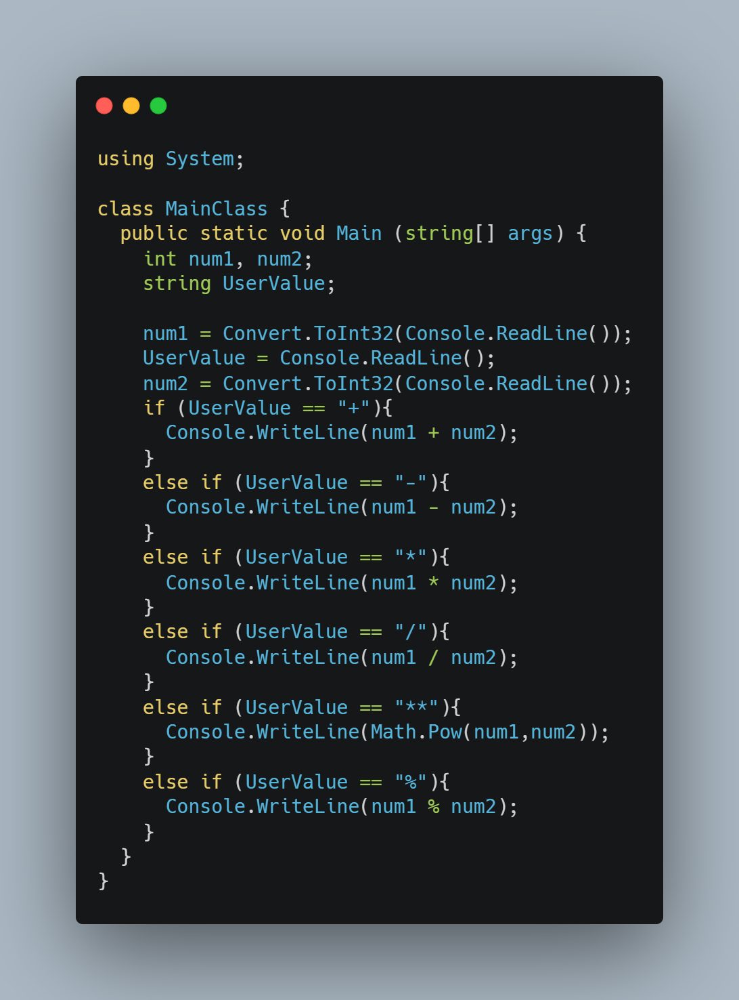 using System;

class MainClass {
  public static void Main (string[] args) {
    int num1, num2;
    string UserValue;

    num1 = Convert.ToInt32(Console.ReadLine());
    UserValue = Console.ReadLine();
    num2 = Convert.ToInt32(Console.ReadLine());
    if (UserValue == "+"){
      Console.WriteLine(num1 + num2);
    }
    else if (UserValue == "-"){
      Console.WriteLine(num1 - num2);
    }
    else if (UserValue == "*"){
      Console.WriteLine(num1 * num2);
    }
    else if (UserValue == "/"){
      Console.WriteLine(num1 / num2);
    }
    else if (UserValue == "**"){
      Console.WriteLine(Math.Pow(num1,num2));
    }
    else if (UserValue == "%"){
      Console.WriteLine(num1 % num2);
    }
  }
}